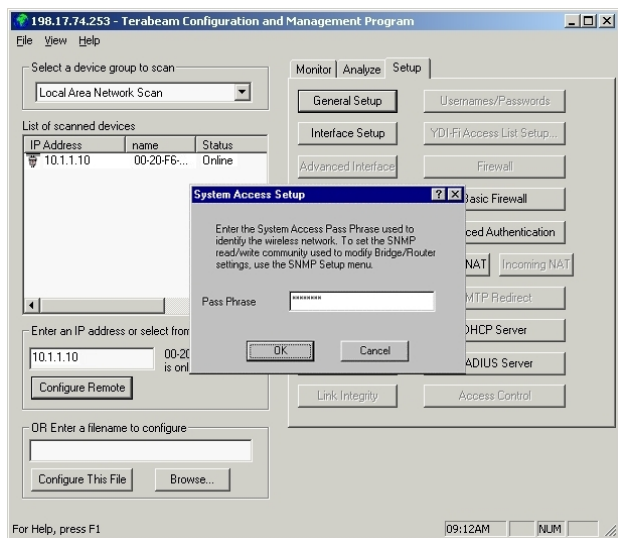 198.17.74.253 - Terabeam Configuration and Management Program
File View Help
Select a device group to scan
Local Area Network Scan
List of scanned devices
IP Address name Status
10.1.1.10 00-20-F6-... Online
Enter an IP address or select from
10.1.1.10
00-20
is onl
Configure Remote
OR Enter a filename to configure
Configure This File Browse...
Monitor Analyze Setup
General Setup Usernames/Passwords
Interface Setup YDI-Fi Access List Setup...
Advanced Interface Firewall
Basic Firewall
ced Authentication
NAT Incoming NAT
MTP Redirect
DHCP Server
ADIUS Server
Link Integrity Access Control
System Access Setup
Enter the System Access Pass Phrase used to
identify the wireless network. To set the SNMP
read/write community used to modify Bridge/Router
settings, use the SNMP Setup menu.
Pass Phrase ********
OK Cancel
For Help, press F1 09:12AM NUM